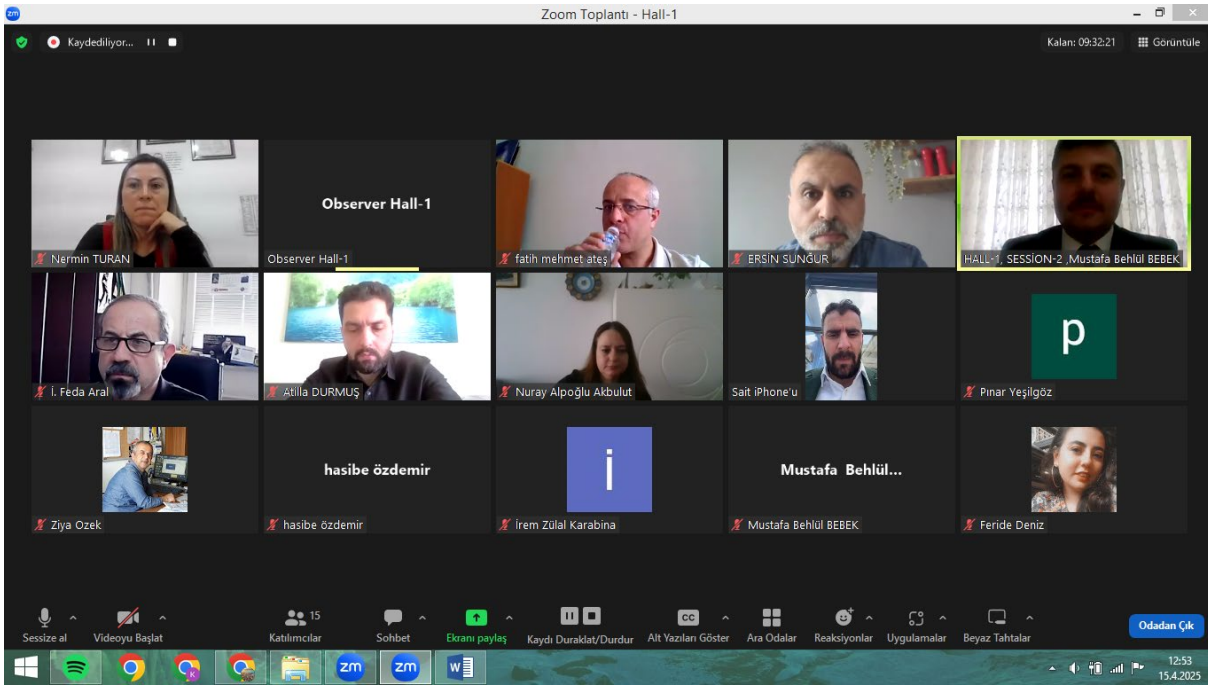 zm
Zoom Toplantı - Hall-1
Kaydediliyor...
Kalan: 09:32:21
Görüntüle
Nermin TURAN
Observer Hall-1
Observer Hall-1
fatih mehmet ateş
ERSİN SUNGUR
HALL-1, SESSİON-2 ,Mustafa Behlül BEBEK
İ. Feda Aral
Atilla DURMUŞ
Nuray Alpoğlu Akbulut
Sait iPhone'u
p
Pınar Yeşilgöz
Ziya Ozek
hasibe özdemir
hasibe özdemir
i
İrem Zülal Karabina
Mustafa Behlül...
Mustafa Behlül BEBEK
Feride Deniz
Sessize al
Videoyu Başlat
15
Katılımcılar
Sohbet
Ekranı paylaş
Kaydı Duraklat/Durdur
CC
Alt Yazıları Göster
Ara Odalar
Reaksiyonlar
Uygulamalar
Beyaz Tahtalar
Odadan Çık
K
zm
zm
W
12:53
15.4.2025